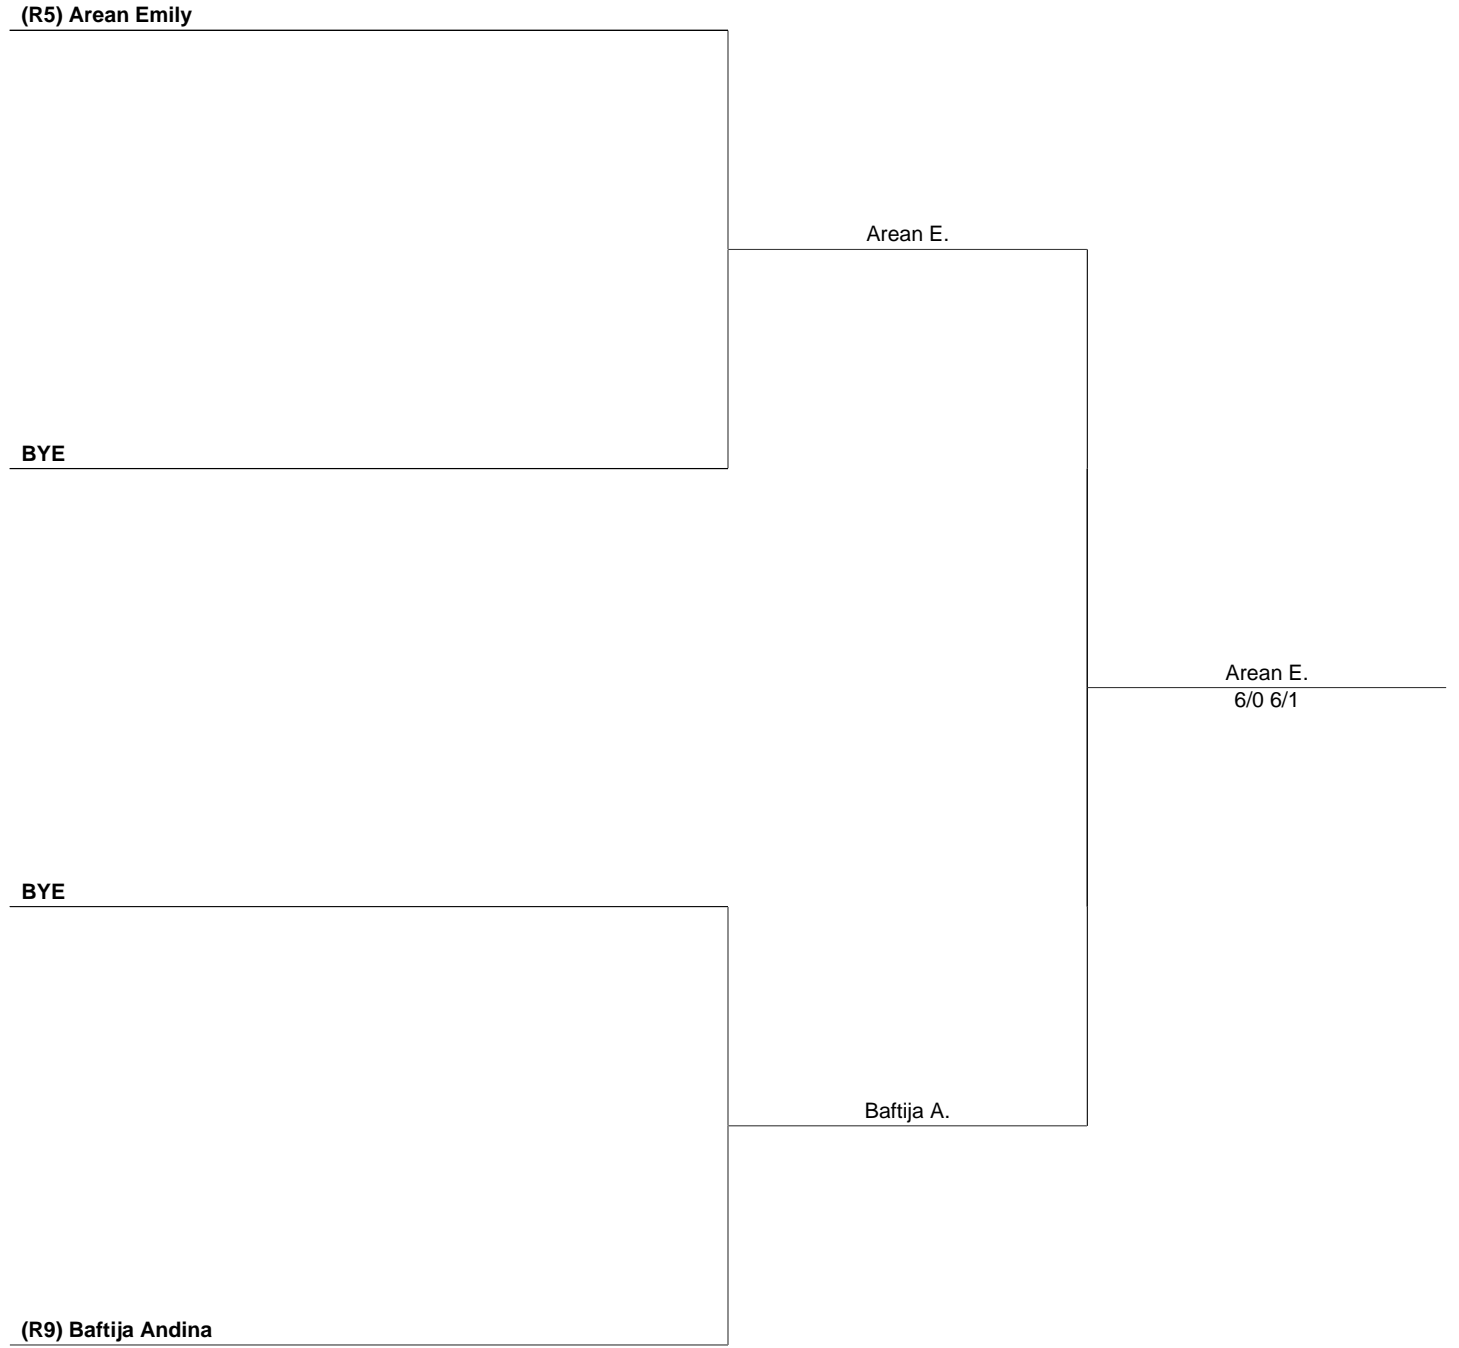 (R5) Arean Emily
Arean E.
BYE
Arean E.
6/0 6/1
BYE
Baftija A.
(R9) Baftija Andina